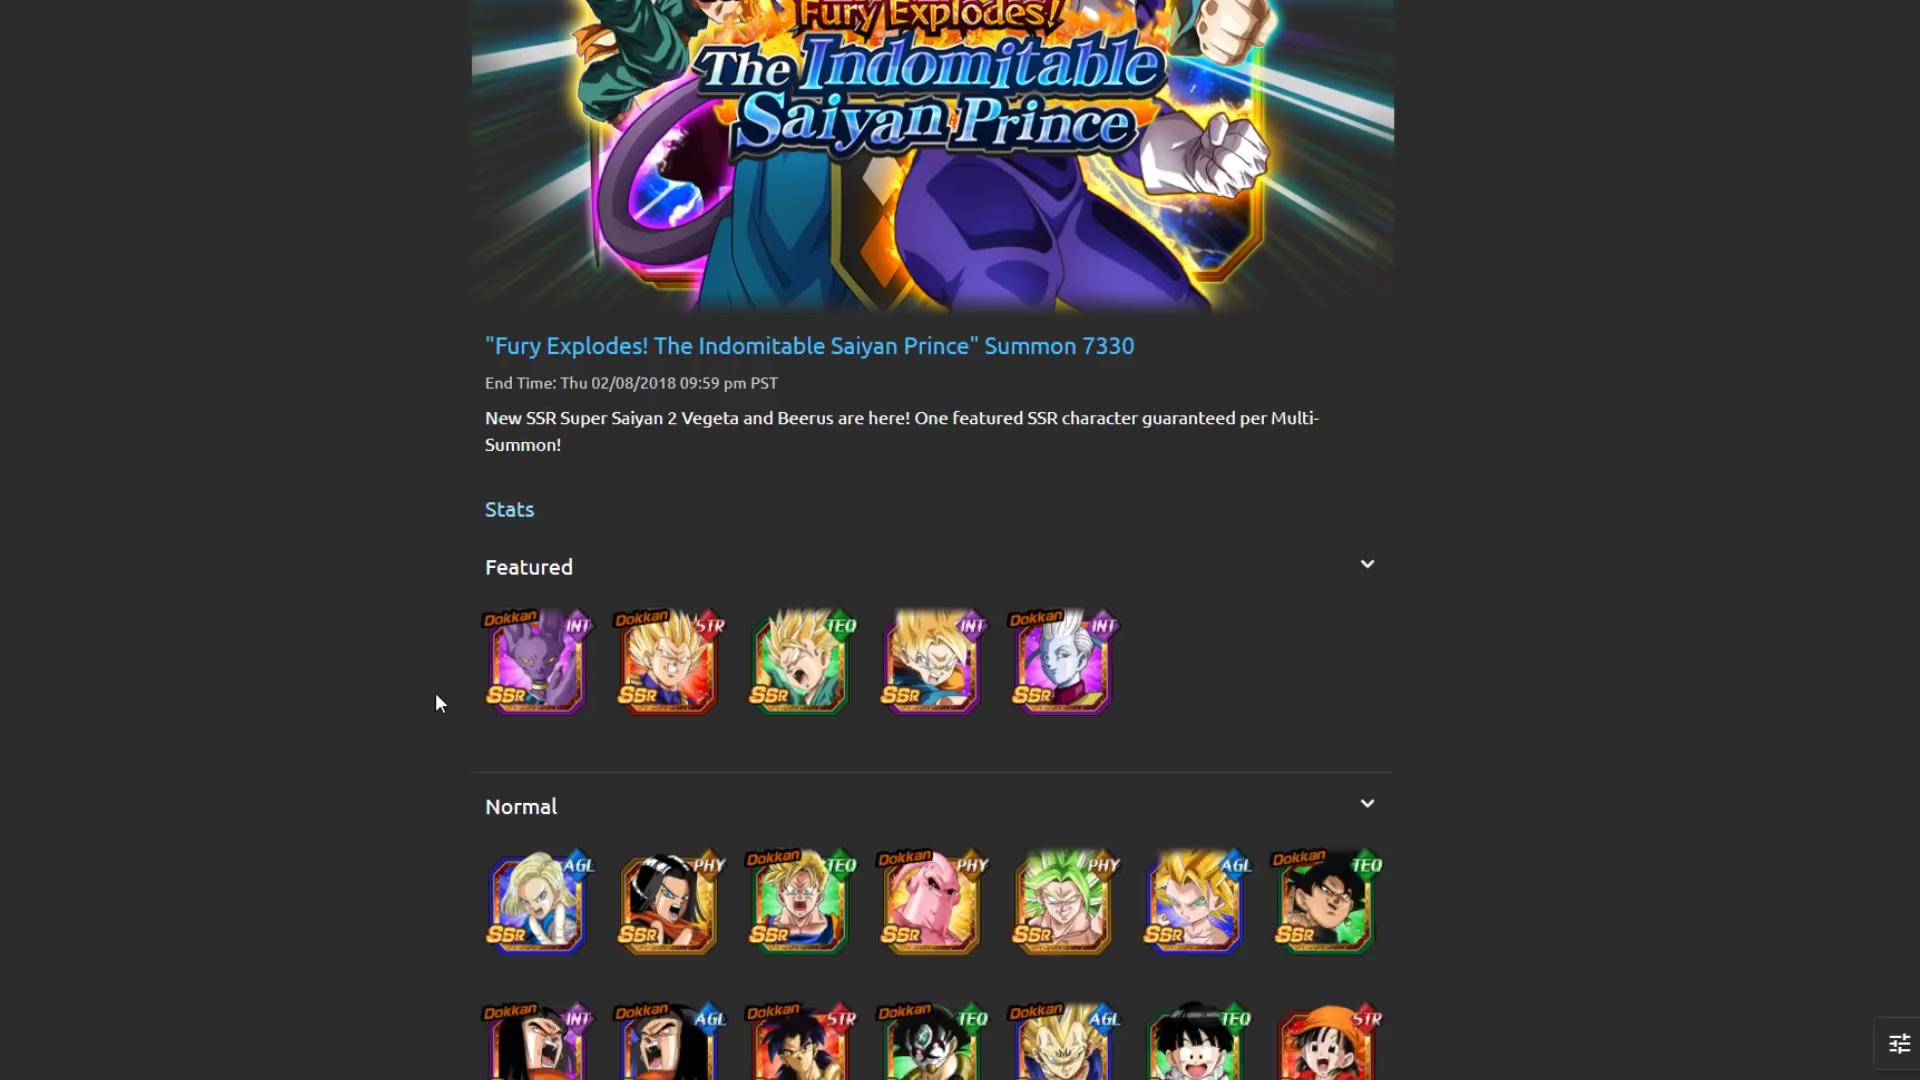 Fury Explodes!
The Indomitable
Saiyan Prince
"Fury Explodes! The Indomitable Saiyan Prince" Summon 7330
End Time: Thu 02/08/2018 09:59 pm PST
New SSR Super Saiyan 2 Vegeta and Beerus are here! One featured SSR character guaranteed per Multi-
Summon!
Stats
Featured
Dokkan INT Dokkan STR TEQ INT Dokkan INT
SSR SSR SSR SSR SSR
Normal
AGL PHY Dokkan TEQ Dokkan PHY PHY AGL Dokkan TEQ
SSR SSR SSR SSR SSR SSR SSR
Dokkan INT Dokkan AGL Dokkan STR Dokkan TEQ Dokkan AGL TEQ STR